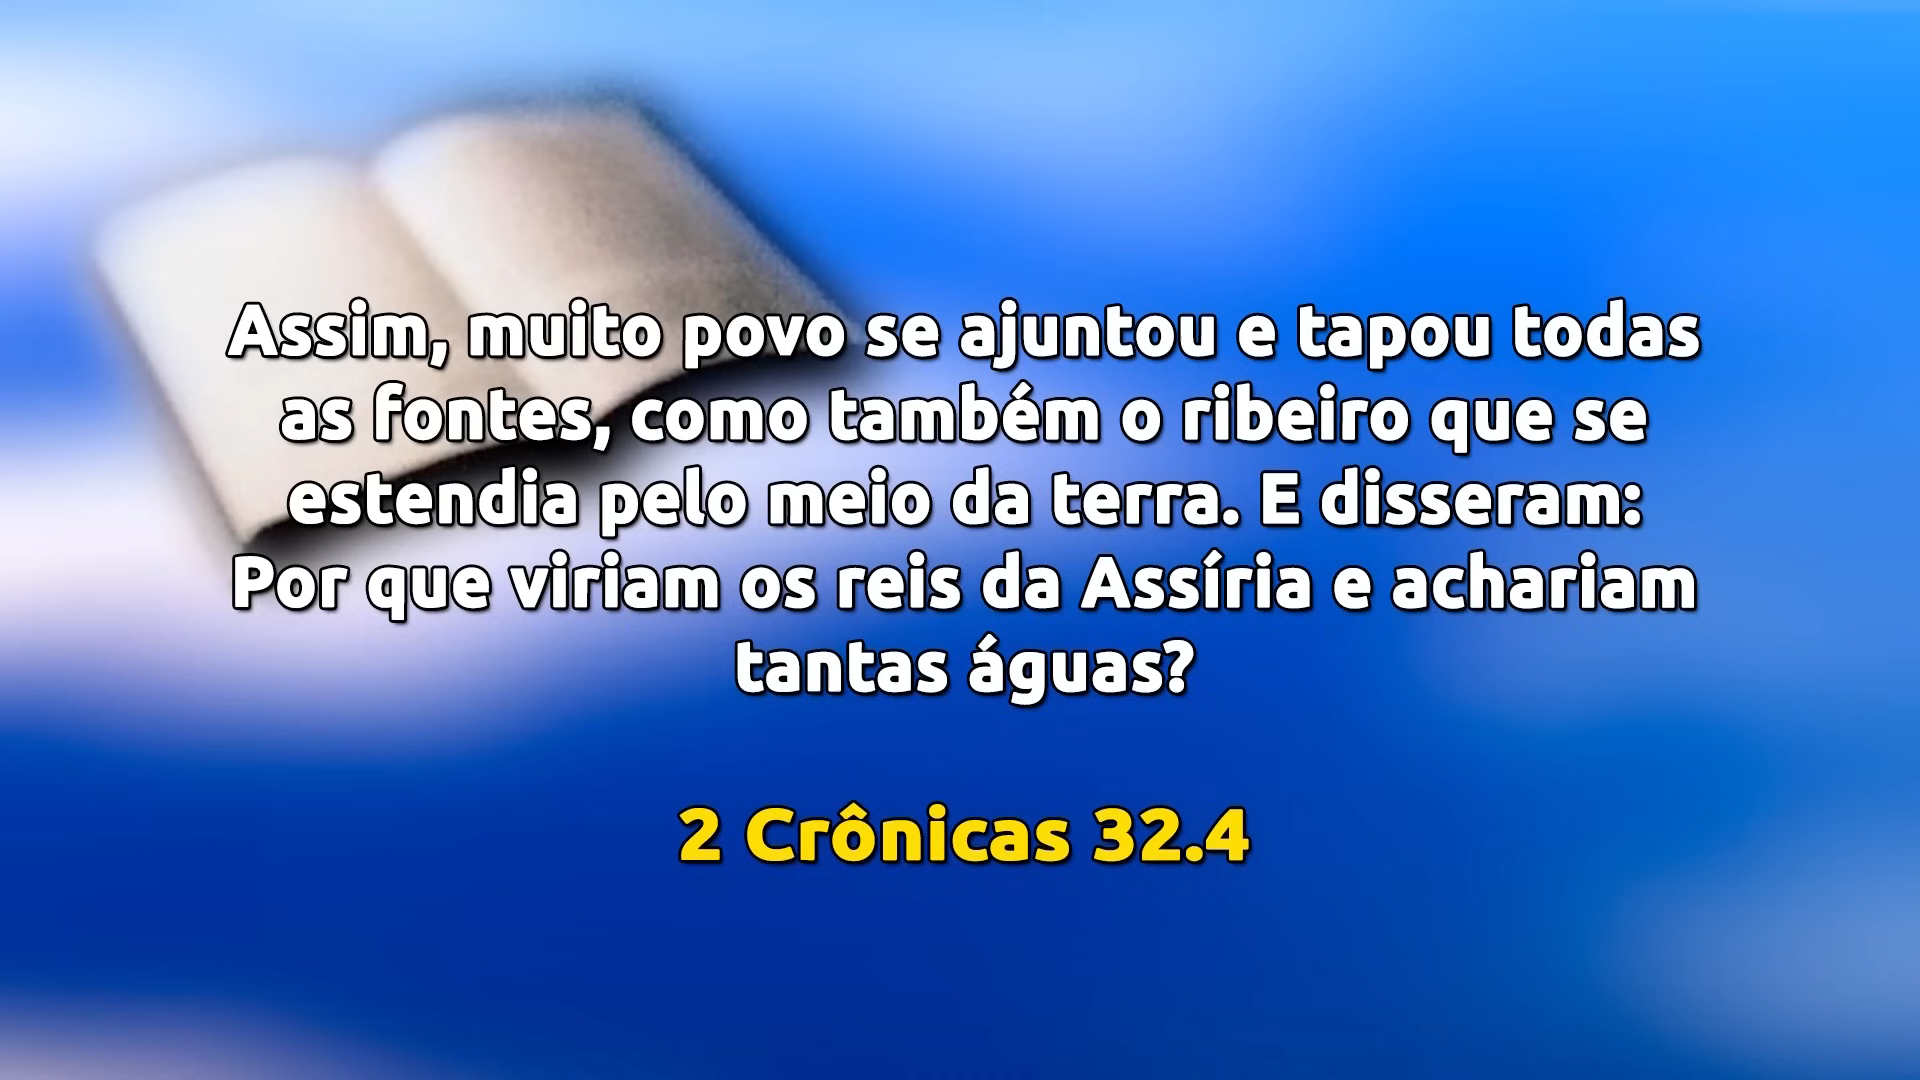 Assim, muito povo se ajuntou e tapou todas
as fontes, como também o ribeiro que se
estendia pelo meio da terra. E disseram:
Por que viriam os reis da Assíria e achariam
tantas águas?
2 Crônicas 32.4